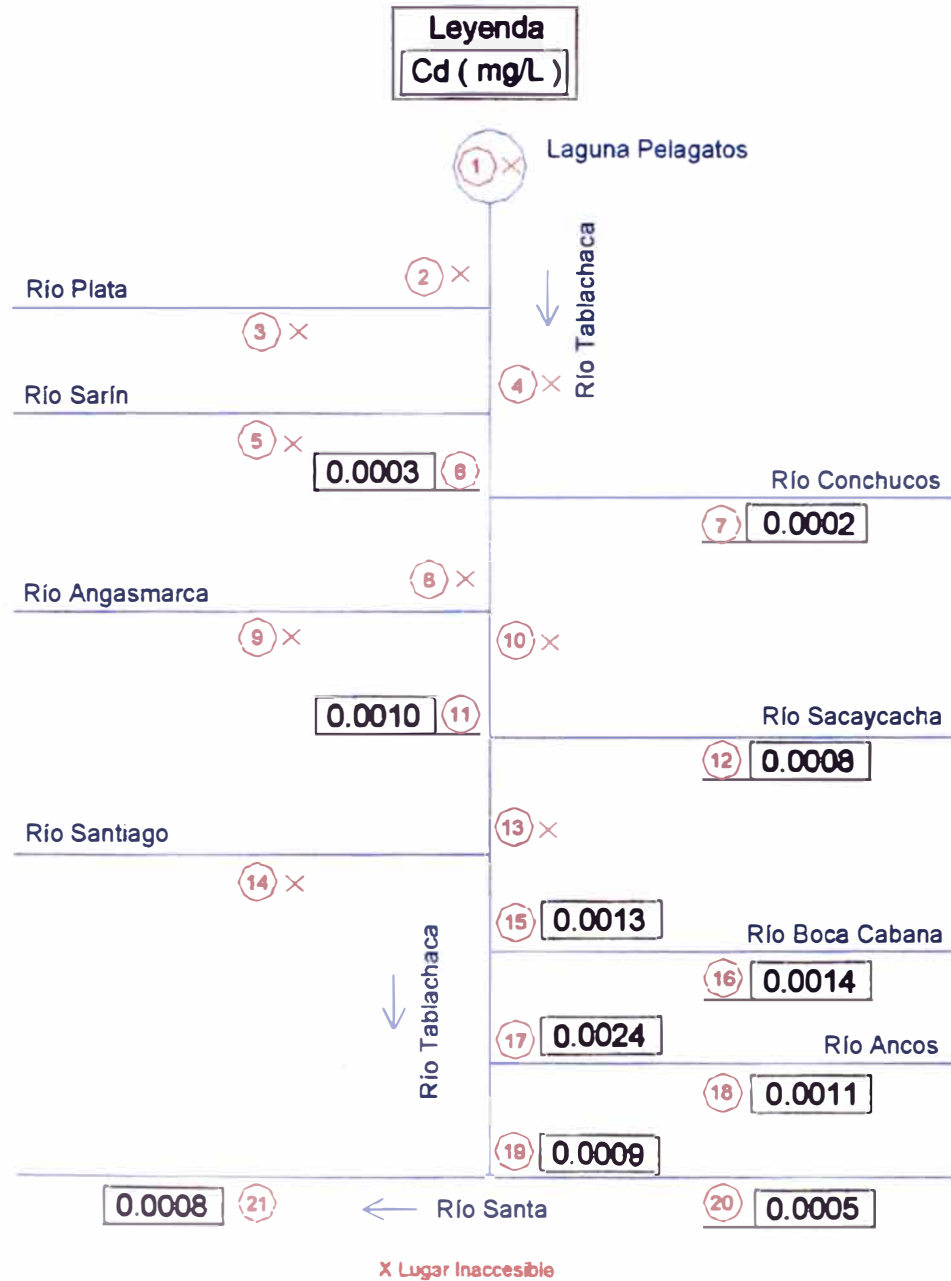 Leyenda
Cd ( mg/L )
1 X Laguna Pelagatos
Río Tablachaca
2 X
Río Plata
3 X
4 X
Río Sarín
5 X
0.0003 6
Río Conchucos
7 0.0002
8 X
Río Angasmarca
9 X
10 X
0.0010 11
Río Sacaycacha
12 0.0008
13 X
Río Santiago
14 X
15 0.0013
Río Boca Cabana
16 0.0014
Río Tablachaca
17 0.0024
Río Ancos
18 0.0011
19 0.0009
0.0008 21
Río Santa
20 0.0005
X Lugar Inaccesible